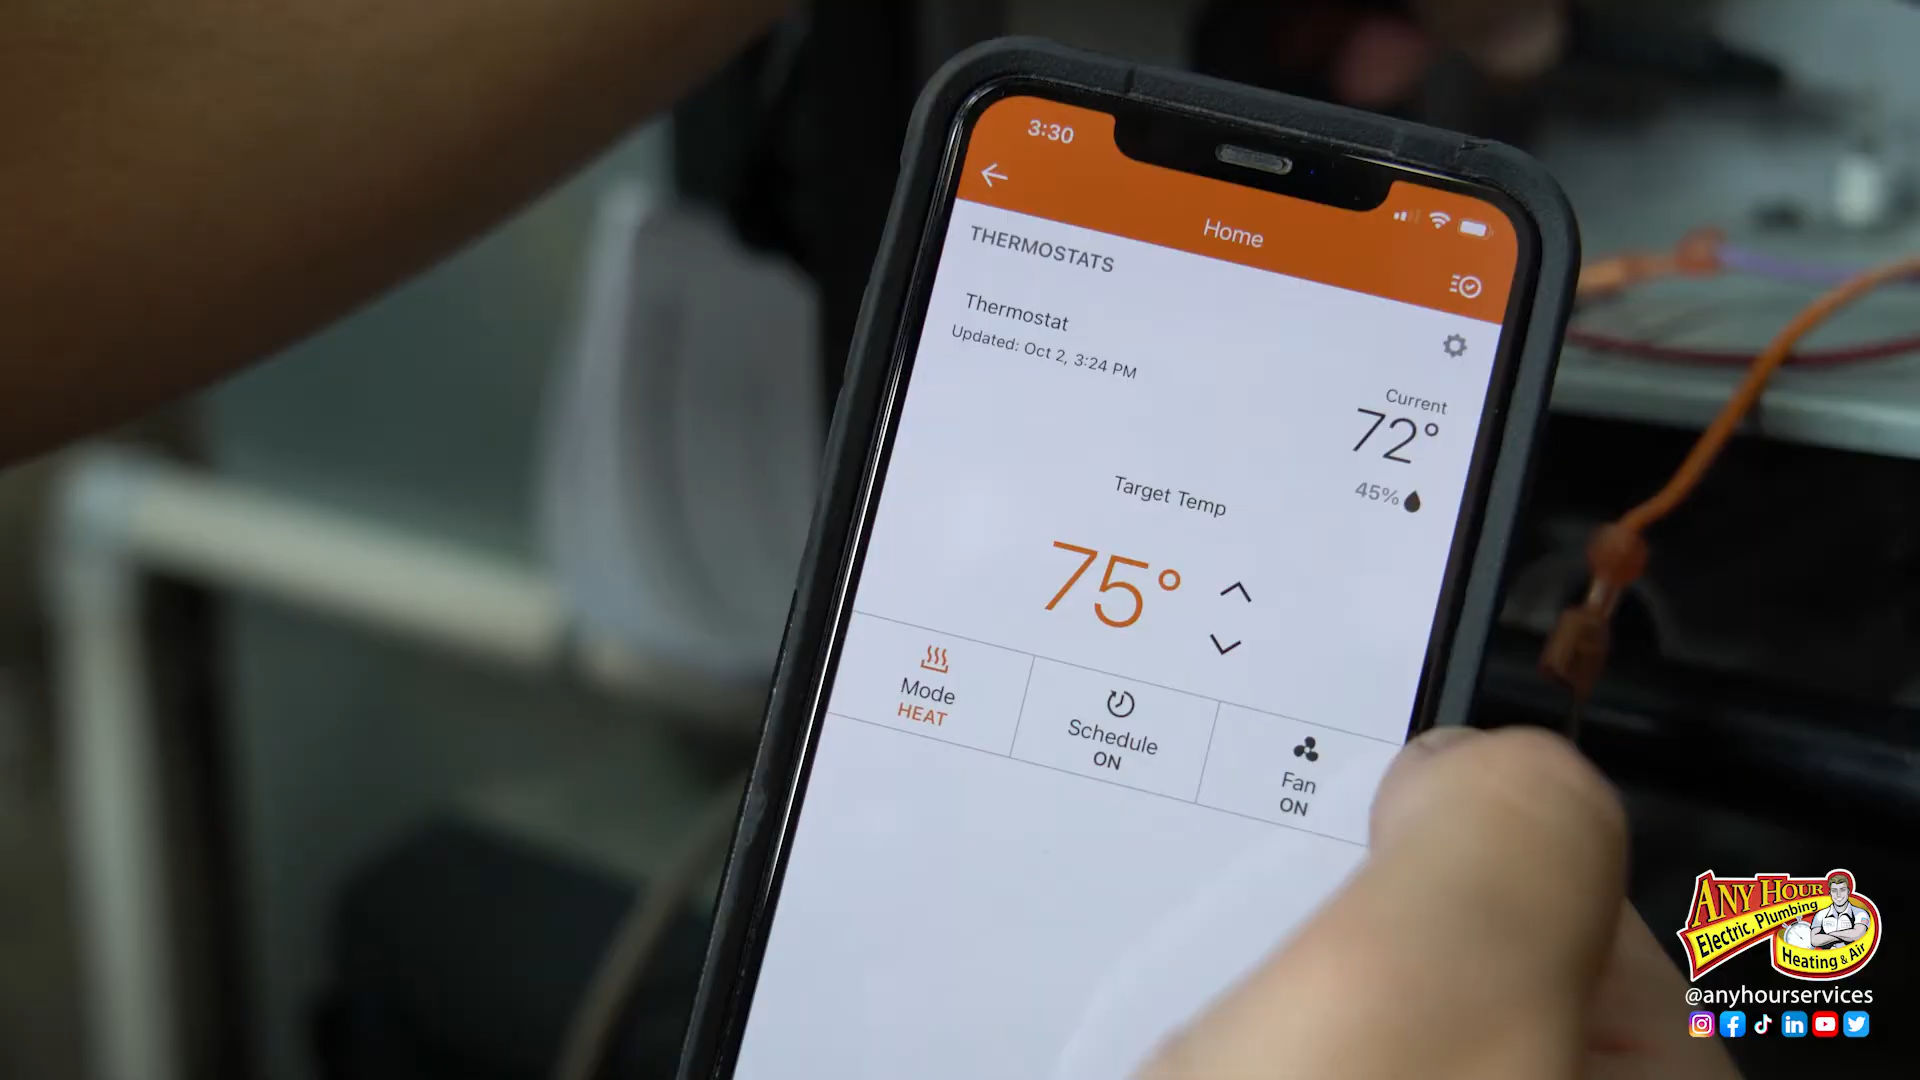 3:30
Home
THERMOSTATS
Thermostat
Updated: Oct 2, 3:24 PM
Current
72°
45%
Target Temp
75°
Mode
HEAT
Schedule
ON
Fan
ON
ANY HOUR
Electric, Plumbing
Heating & Air
@anyhourservices